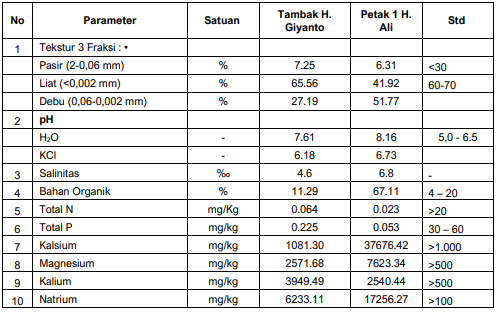 No Parameter Satuan Tambak H. Giyanto Petak 1 H. Ali Std
1 Tekstur 3 Fraksi : •
Pasir (2-0,06 mm) % 7.25 6.31 <30
Liat (<0,002 mm) % 65.56 41.92 60-70
Debu (0,06-0,002 mm) % 27.19 51.77
2 pH
H₂O - 7.61 8.16 5,0 - 6.5
KCl - 6.18 6.73
3 Salinitas ‰ 4.6 6.8 -
4 Bahan Organik % 11.29 67.11 4 – 20
5 Total N mg/Kg 0.064 0.023 >20
6 Total P mg/kg 0.225 0.053 30 – 60
7 Kalsium mg/kg 1081.30 37676.42 >1.000
8 Magnesium mg/kg 2571.68 7623.34 >500
9 Kalium mg/kg 3949.49 2540.44 >500
10 Natrium mg/kg 6233.11 17256.27 >100